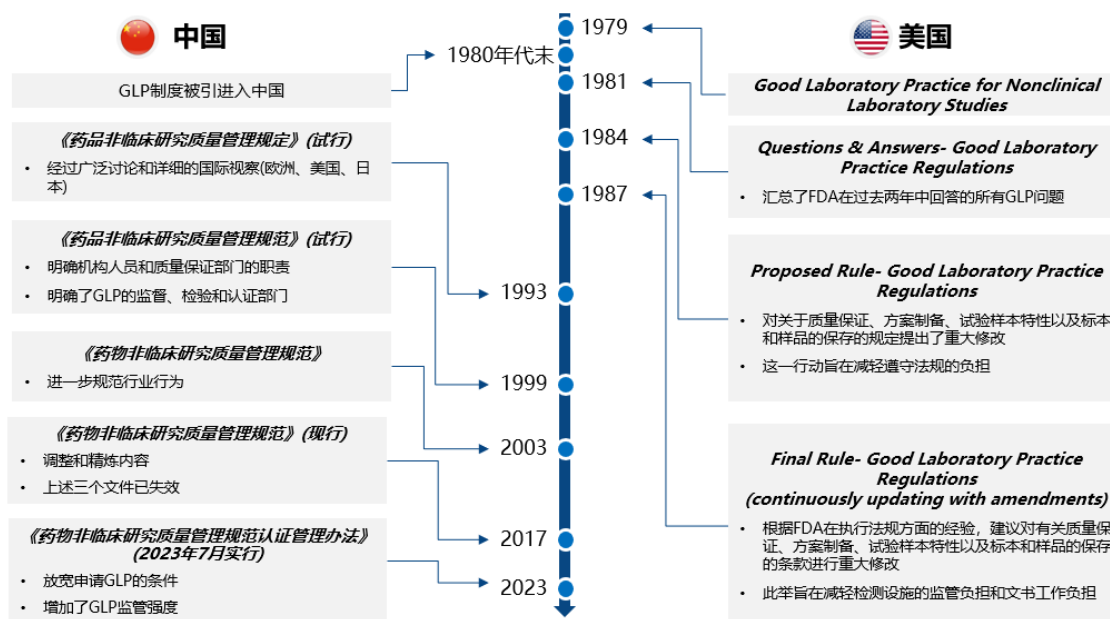 中国
GLP制度被引进入中国
《药品非临床研究质量管理规定》(试行)
• 经过广泛讨论和详细的国际视察(欧洲、美国、日
本)
《药品非临床研究质量管理规范》(试行)
• 明确机构人员和质量保证部门的职责
• 明确了GLP的监督、检验和认证部门
《药物非临床研究质量管理规范》
• 进一步规范行业行为
《药物非临床研究质量管理规范》(现行)
• 调整和精炼内容
• 上述三个文件已失效
《药物非临床研究质量管理规范认证管理办法》
(2023年7月实行)
• 放宽申请GLP的条件
• 增加了GLP监管强度
1979
1980年代末
1981
1984
1987
1993
1999
2003
2017
2023
美国
Good Laboratory Practice for Nonclinical
Laboratory Studies
Questions & Answers- Good Laboratory
Practice Regulations
• 汇总了FDA在过去两年中回答的所有GLP问题
Proposed Rule- Good Laboratory Practice
Regulations
• 对关于质量保证、方案制备、试验样本特性以及标本
和样品的保存的规定提出了重大修改
• 这一行动旨在减轻遵守法规的负担
Final Rule- Good Laboratory Practice
Regulations
(continuously updating with amendments)
• 根据FDA在执行法规方面的经验，建议对有关质量保
证、方案制备、试验样本特性以及标本和样品的保存
的条款进行重大修改
• 此举旨在减轻检测设施的监管负担和文书工作负担